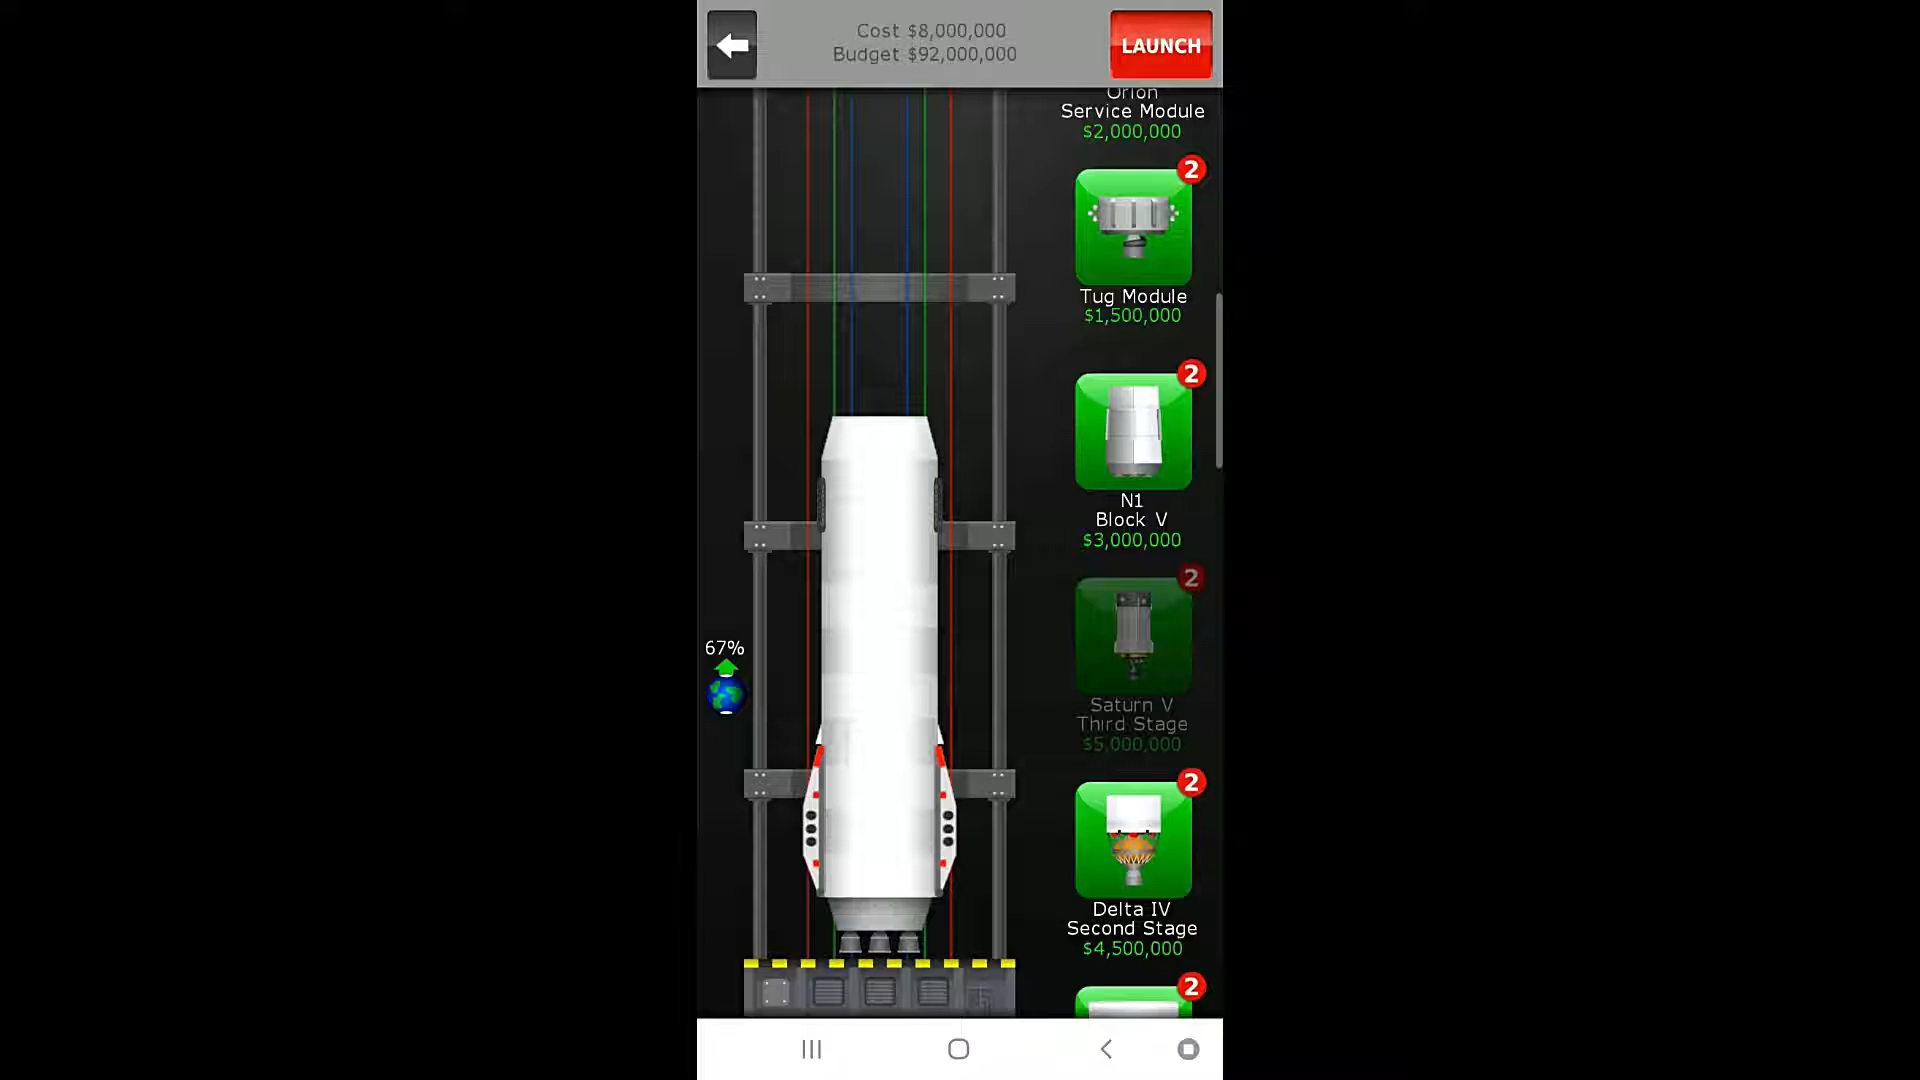 Cost $8,000,000
Budget $92,000,000
LAUNCH
Orion
Service Module
$2,000,000
2
Tug Module
$1,500,000
2
N1
Block V
$3,000,000
2
Saturn V
Third Stage
$5,000,000
67%
2
Delta IV
Second Stage
$4,500,000
2